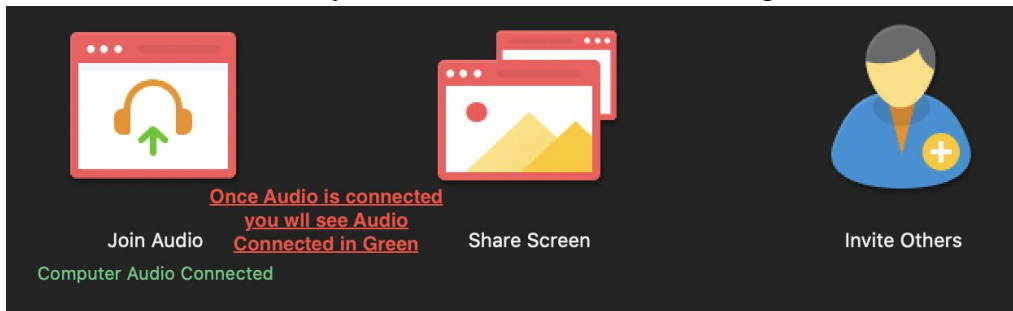 Once Audio is connected
you wll see Audio
Connected in Green
Join Audio
Share Screen
Invite Others
Computer Audio Connected